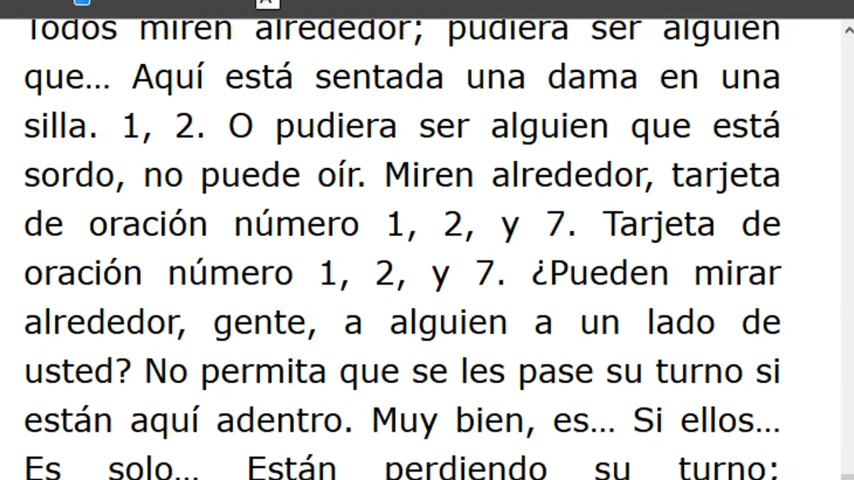 Todos miren alrededor; pudiera ser alguien
que... Aquí está sentada una dama en una
silla. 1, 2. O pudiera ser alguien que está
sordo, no puede oír. Miren alrededor, tarjeta
de oración número 1, 2, y 7. Tarjeta de
oración número 1, 2, y 7. ¿Pueden mirar
alrededor, gente, a alguien a un lado de
usted? No permita que se les pase su turno si
están aquí adentro. Muy bien, es... Si ellos...
Es solo... Están perdiendo su turno;